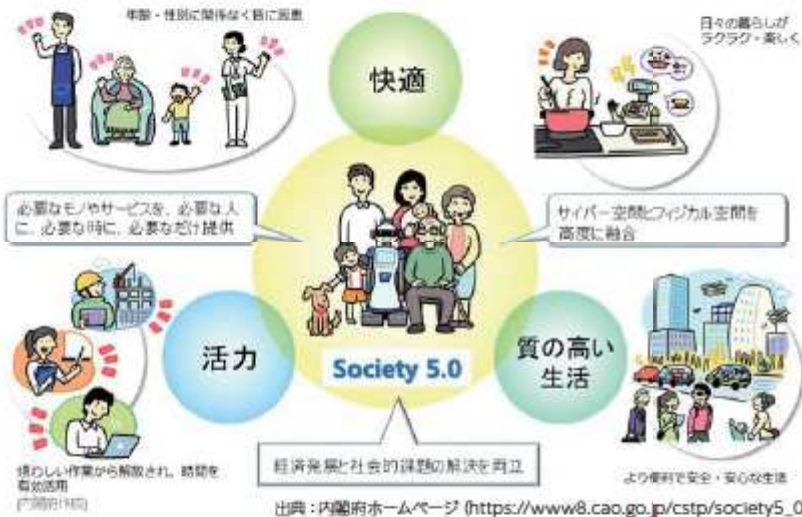 年齢・性別に関係なく皆に恩恵
日々の暮らしが
ラクラク・楽しく
快適
必要なモノやサービスを、必要な人
に、必要な時に、必要なだけ提供
サイバー空間とフィジカル空間を
高度に融合
活力
Society 5.0
質の高い
生活
煩わしい作業から解放され、時間を
有効活用
[内閣府作成]
経済発展と社会的課題の解決を両立
より便利で安全・安心な生活
出典：内閣府ホームページ (https://www8.cao.go.jp/cstp/society5_0